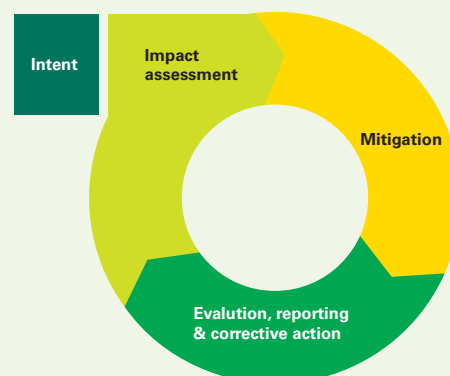 Intent
Impact
assessment
Mitigation
Evalution, reporting
& corrective action